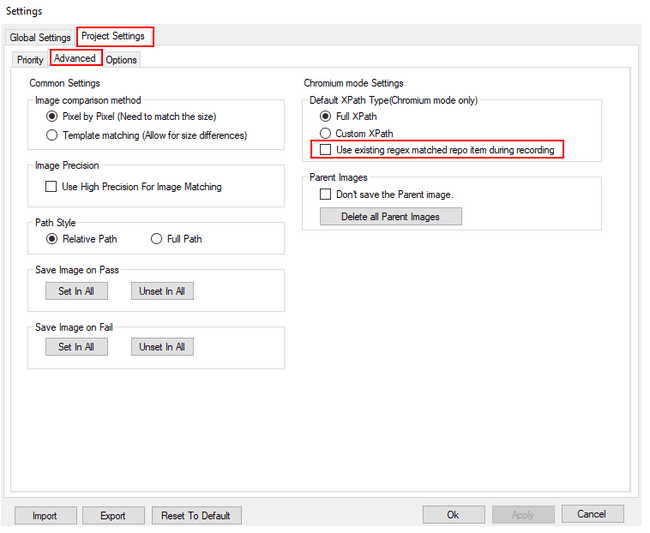 Settings
Global Settings
Project Settings
Priority
Advanced
Options
Common Settings
Image comparison method
Pixel by Pixel (Need to match the size)
Template matching (Allow for size differences)
Image Precision
Use High Precision For Image Matching
Path Style
Relative Path
Full Path
Save Image on Pass
Set In All
Unset In All
Save Image on Fail
Set In All
Unset In All
Chromium mode Settings
Default XPath Type(Chromium mode only)
Full XPath
Custom XPath
Use existing regex matched repo item during recording
Parent Images
Don't save the Parent image.
Delete all Parent Images
Import
Export
Reset To Default
Ok
Apply
Cancel